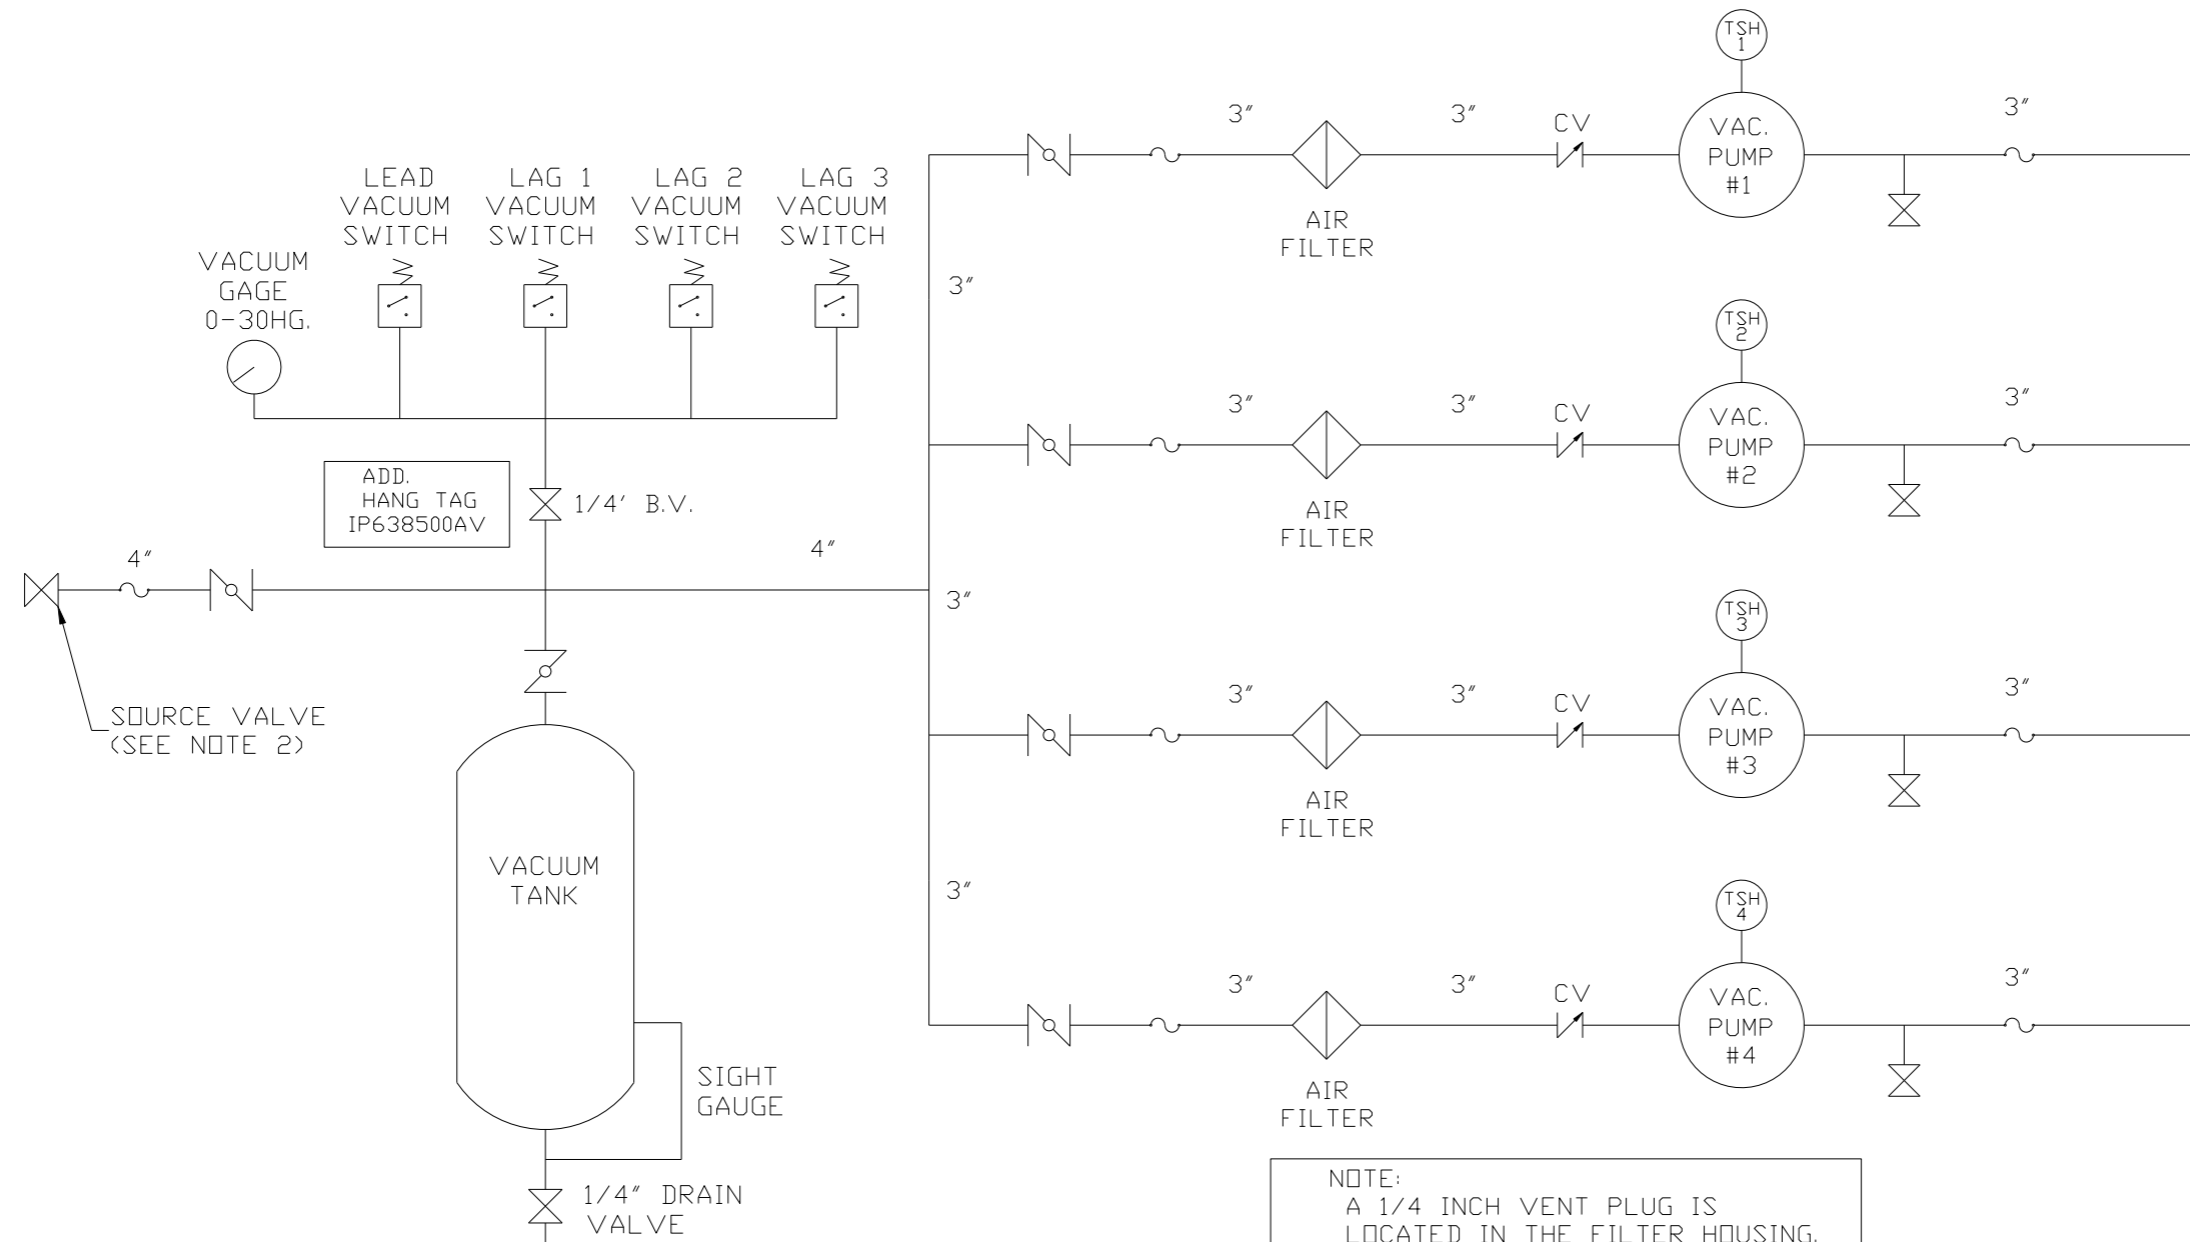 TSH
1
3"
3"
CV
VAC.
PUMP
#1
3"
AIR
FILTER
LEAD
VACUUM
SWITCH
LAG 1
VACUUM
SWITCH
LAG 2
VACUUM
SWITCH
LAG 3
VACUUM
SWITCH
VACUUM
GAGE
0-30HG.
3"
TSH
2
3"
3"
CV
VAC.
PUMP
#2
3"
AIR
FILTER
ADD.
HANG TAG
IP638500AV
1/4' B.V.
4"
4"
3"
SOURCE VALVE
(SEE NOTE 2)
TSH
3
3"
3"
CV
VAC.
PUMP
#3
3"
AIR
FILTER
VACUUM
TANK
3"
TSH
4
3"
3"
CV
VAC.
PUMP
#4
3"
AIR
FILTER
SIGHT
GAUGE
1/4" DRAIN
VALVE
NOTE:
A 1/4 INCH VENT PLUG IS
LOCATED IN THE FILTER HOUSING.